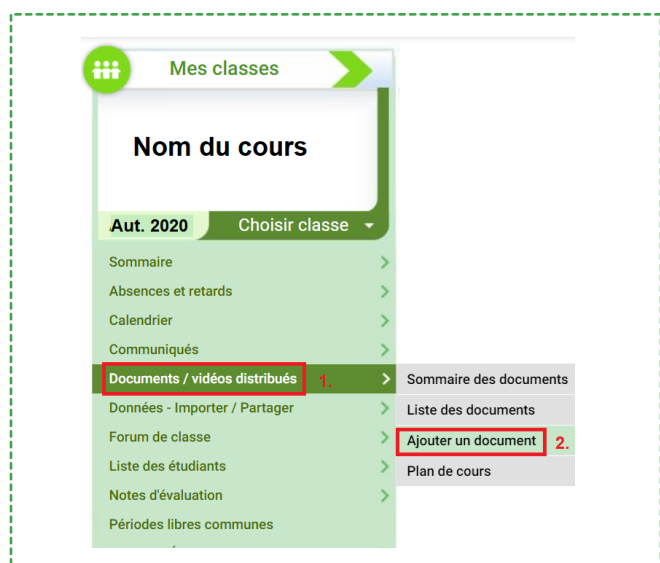 Mes classes
Nom du cours
Aut. 2020 Choisir classe
Sommaire
Absences et retards
Calendrier
Communiqués
Documents / vidéos distribués 1. Sommaire des documents
Données - Importer / Partager Liste des documents
Forum de classe Ajouter un document 2.
Liste des étudiants Plan de cours
Notes d'évaluation
Périodes libres communes